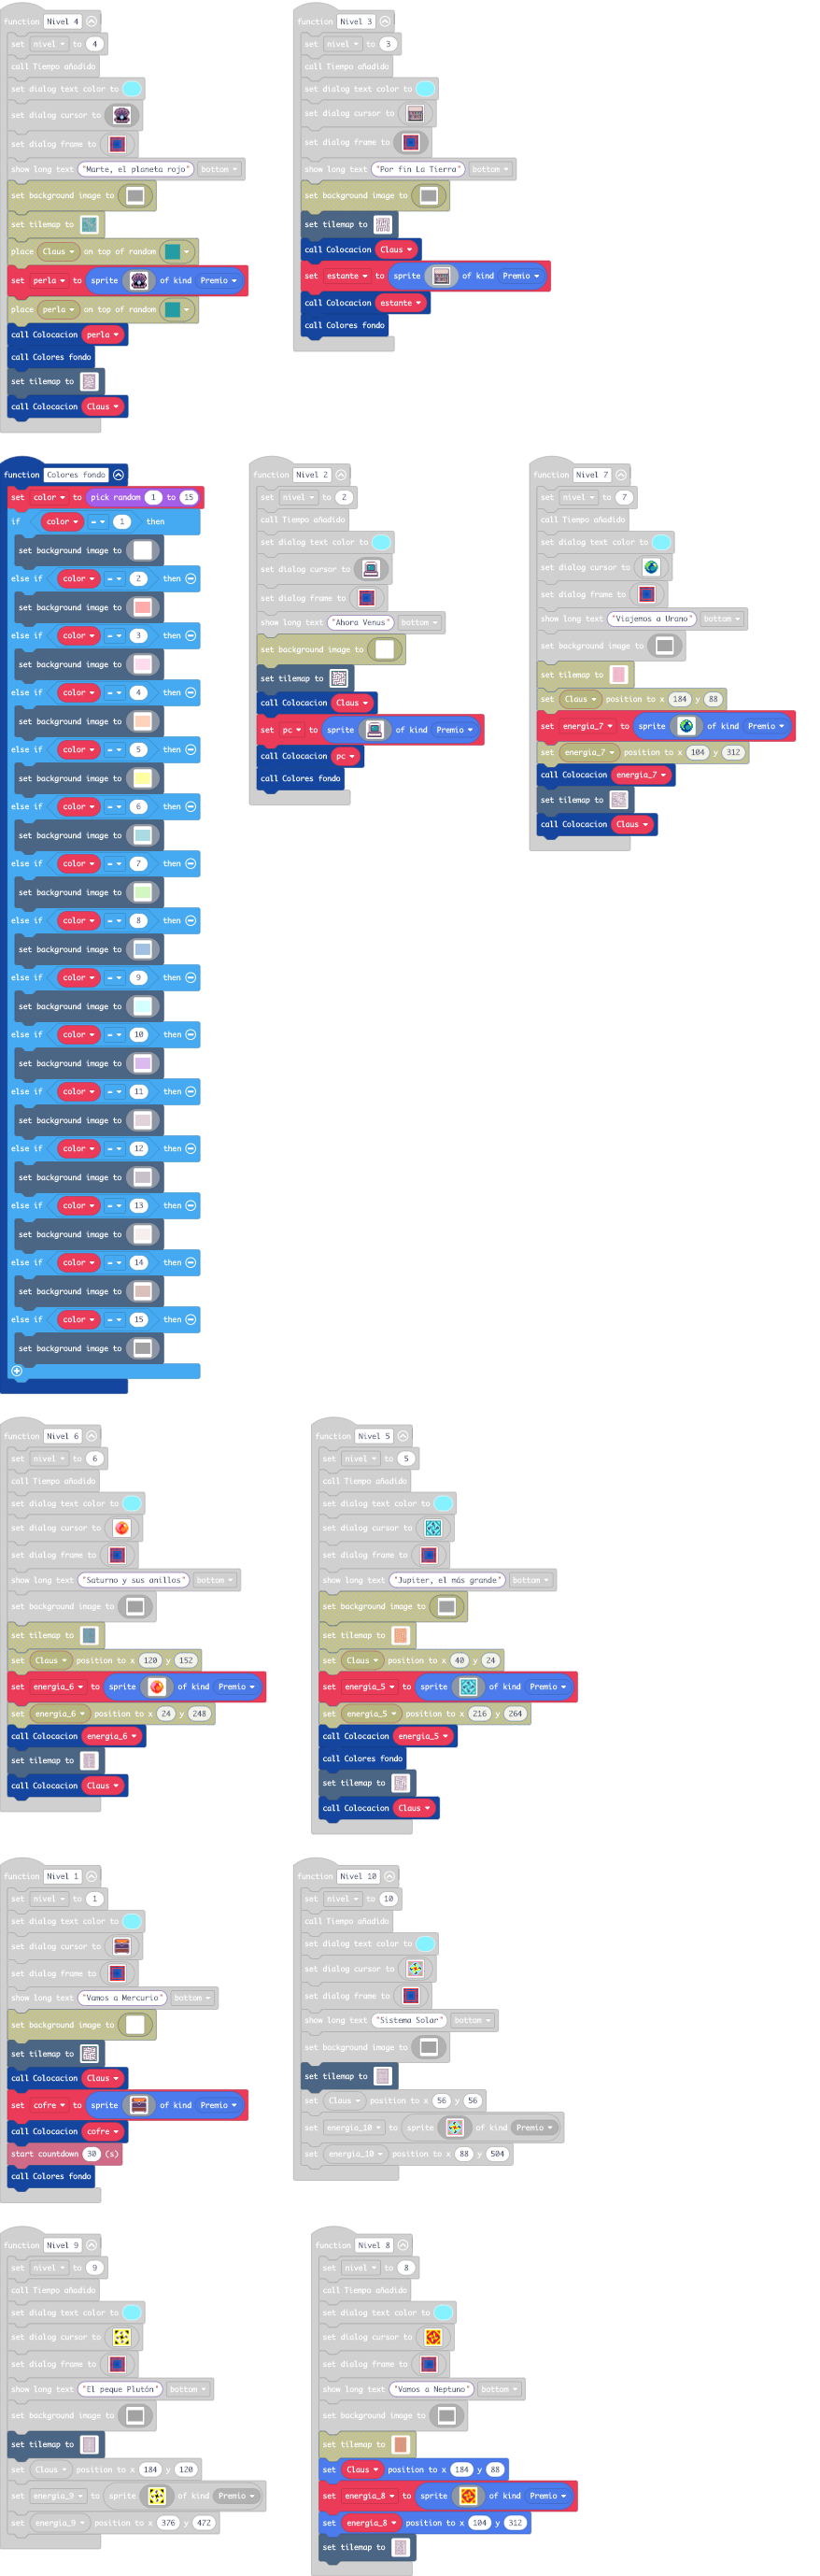 function Nivel 4
set nivel to 4
call Tiempo añadido
set dialog text color to
set dialog cursor to
set dialog frame to
show long text "Marte, el planeta rojo" bottom
set background image to
set tilemap to
place Claus on top of random
set perla to sprite of kind Premio
place perla on top of random
call Colocacion perla
call Colores fondo
set tilemap to
call Colocacion Claus
function Nivel 3
set nivel to 3
call Tiempo añadido
set dialog text color to
set dialog cursor to
set dialog frame to
show long text "Por fin La Tierra" bottom
set background image to
set tilemap to
call Colocacion Claus
set estante to sprite of kind Premio
call Colocacion estante
call Colores fondo
function Colores fondo
set color to pick random 1 to 15
if color = 1 then
set background image to
else if color = 2 then
set background image to
else if color = 3 then
set background image to
else if color = 4 then
set background image to
else if color = 5 then
set background image to
else if color = 6 then
set background image to
else if color = 7 then
set background image to
else if color = 8 then
set background image to
else if color = 9 then
set background image to
else if color = 10 then
set background image to
else if color = 11 then
set background image to
else if color = 12 then
set background image to
else if color = 13 then
set background image to
else if color = 14 then
set background image to
else if color = 15 then
set background image to
function Nivel 2
set nivel to 2
call Tiempo añadido
set dialog text color to
set dialog cursor to
set dialog frame to
show long text "Ahora Venus" bottom
set background image to
set tilemap to
call Colocacion Claus
set pc to sprite of kind Premio
call Colocacion pc
call Colores fondo
function Nivel 7
set nivel to 7
call Tiempo añadido
set dialog text color to
set dialog cursor to
set dialog frame to
show long text "Viajemos a Urano" bottom
set background image to
set tilemap to
set Claus position to x 184 y 88
set energia_7 to sprite of kind Premio
set energia_7 position to x 104 y 312
call Colocacion energia_7
set tilemap to
call Colocacion Claus
function Nivel 6
set nivel to 6
call Tiempo añadido
set dialog text color to
set dialog cursor to
set dialog frame to
show long text "Saturno y sus anillos" bottom
set background image to
set tilemap to
set Claus position to x 120 y 152
set energia_6 to sprite of kind Premio
set energia_6 position to x 24 y 248
call Colocacion energia_6
set tilemap to
call Colocacion Claus
function Nivel 5
set nivel to 5
call Tiempo añadido
set dialog text color to
set dialog cursor to
set dialog frame to
show long text "Jupiter, el más grande" bottom
set background image to
set tilemap to
set Claus position to x 40 y 24
set energia_5 to sprite of kind Premio
set energia_5 position to x 216 y 264
call Colocacion energia_5
call Colores fondo
set tilemap to
call Colocacion Claus
function Nivel 1
set nivel to 1
set dialog text color to
set dialog cursor to
set dialog frame to
show long text "Vamos a Mercurio" bottom
set background image to
set tilemap to
call Colocacion Claus
set cofre to sprite of kind Premio
call Colocacion cofre
start countdown 30 (s)
call Colores fondo
function Nivel 10
set nivel to 10
call Tiempo añadido
set dialog text color to
set dialog cursor to
set dialog frame to
show long text "Sistema Solar" bottom
set background image to
set tilemap to
set Claus position to x 56 y 56
set energia_10 to sprite of kind Premio
set energia_10 position to x 88 y 504
function Nivel 9
set nivel to 9
call Tiempo añadido
set dialog text color to
set dialog cursor to
set dialog frame to
show long text "El peque Plutón" bottom
set background image to
set tilemap to
set Claus position to x 184 y 120
set energia_9 to sprite of kind Premio
set energia_9 position to x 376 y 472
function Nivel 8
set nivel to 8
call Tiempo añadido
set dialog text color to
set dialog cursor to
set dialog frame to
show long text "Vamos a Neptuno" bottom
set background image to
set tilemap to
set Claus position to x 184 y 88
set energia_8 to sprite of kind Premio
set energia_8 position to x 104 y 312
set tilemap to